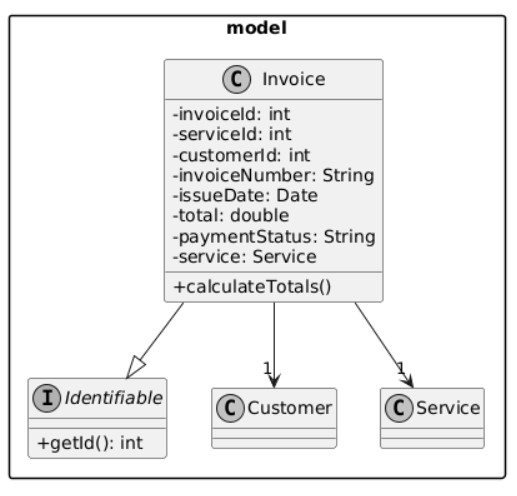 model
C Invoice
-invoiceId: int
-serviceId: int
-customerId: int
-invoiceNumber: String
-issueDate: Date
-total: double
-paymentStatus: String
-service: Service
+calculateTotals()
1 1
I Identifiable
C Customer
C Service
+getId(): int